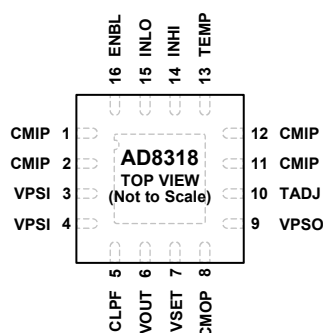 16 ENBL
15 INLO
14 INHI
13 TEMP
CMIP 1
CMIP 2
VPSI 3
VPSI 4
AD8318
TOP VIEW
(Not to Scale)
12 CMIP
11 CMIP
10 TADJ
9 VPSO
CLPF 5
VOUT 6
VSET 7
CMOP 8